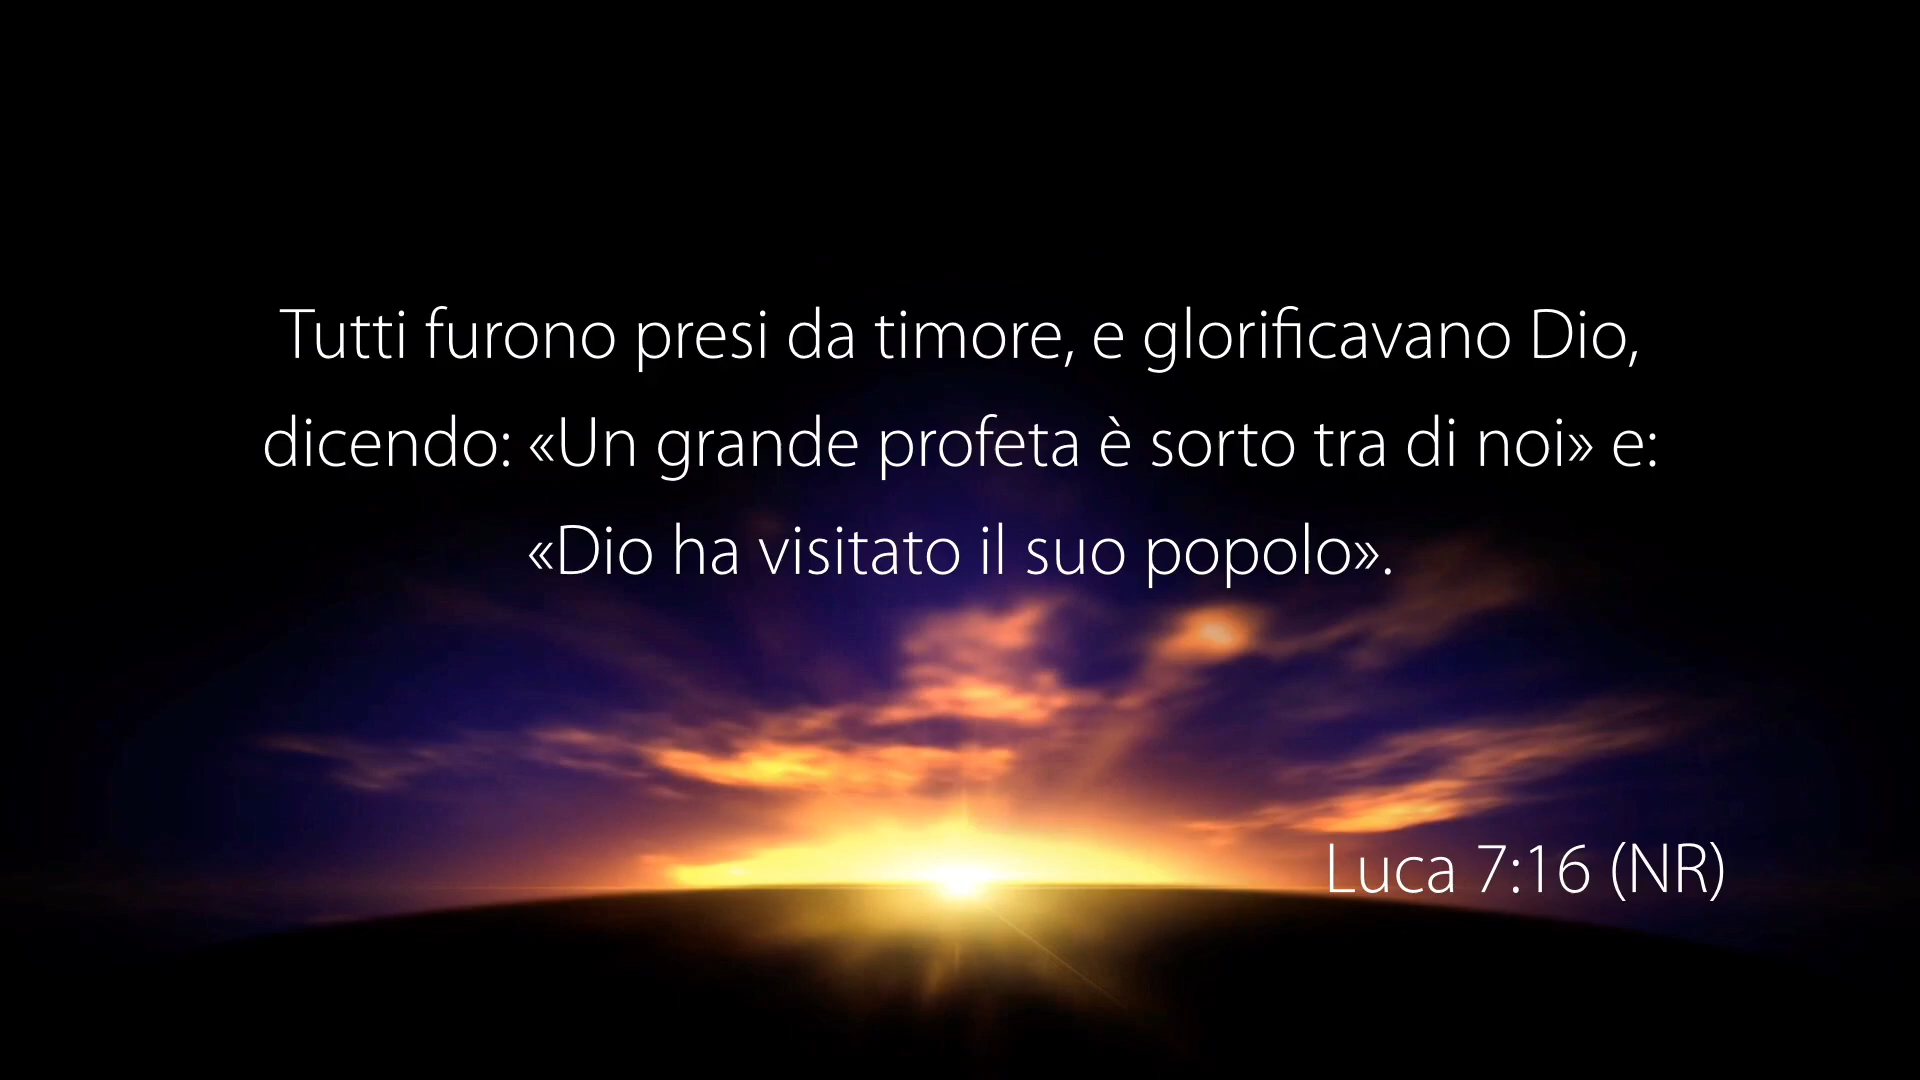 Tutti furono presi da timore, e glorificavano Dio,
dicendo: «Un grande profeta è sorto tra di noi» e:
«Dio ha visitato il suo popolo».
Luca 7:16 (NR)